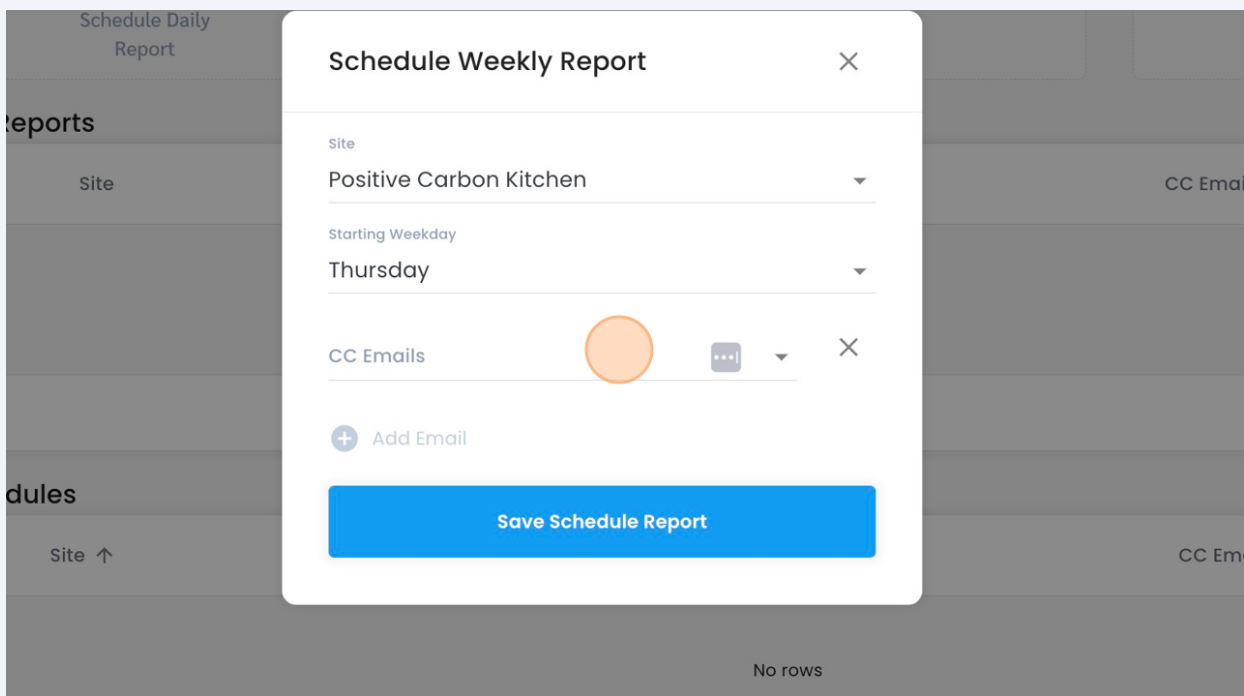 Schedule Daily
Report
Schedule Weekly Report
Reports
Site
Positive Carbon Kitchen
Site
CC Emai
Starting Weekday
Thursday
CC Emails
Add Email
dules
Save Schedule Report
Site
CC Ema
No rows